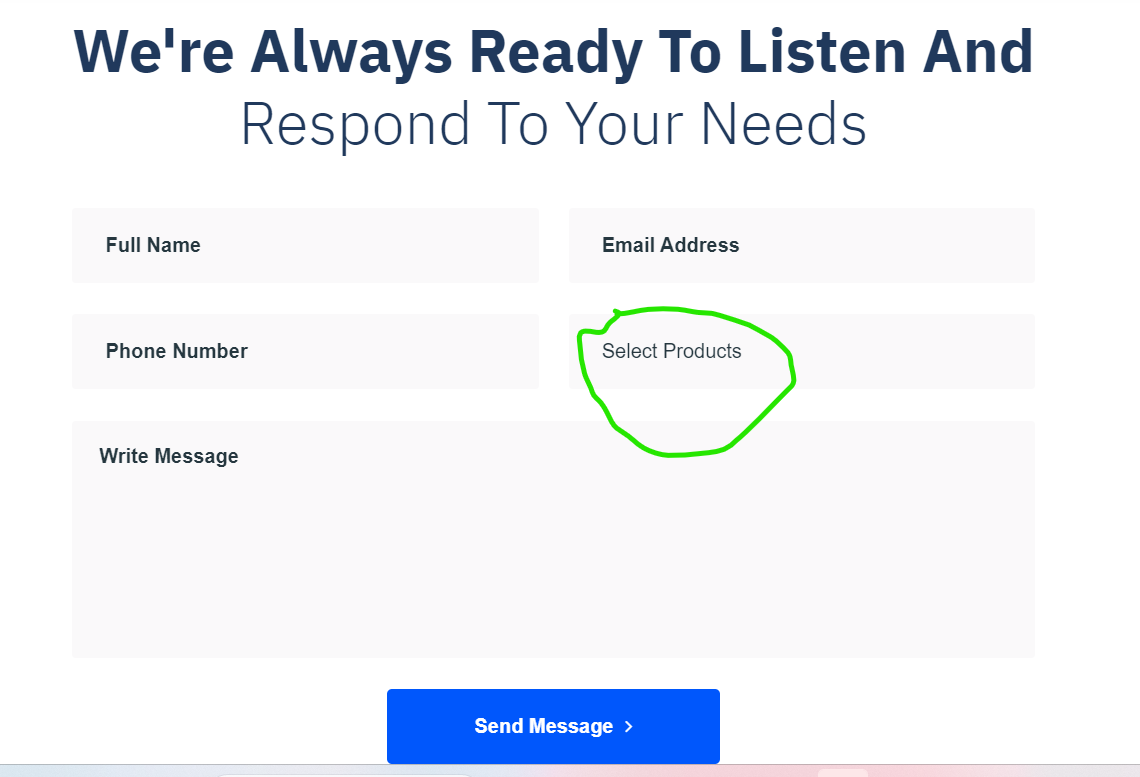 We're Always Ready To Listen And
Respond To Your Needs
Full Name
Email Address
Phone Number
Select Products
Write Message
Send Message